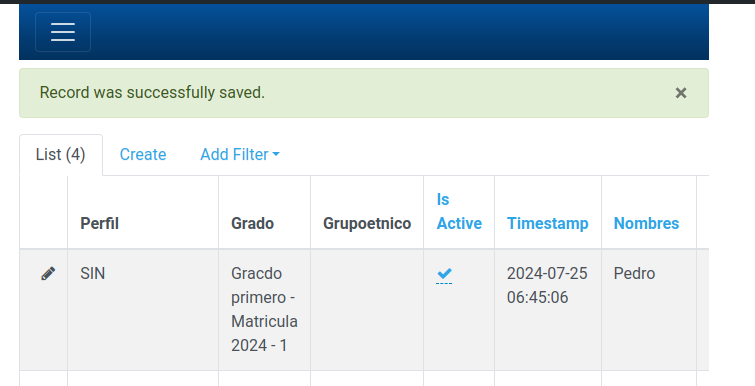 Record was successfully saved.
×
List (4) Create Add Filter
Perfil Grado Grupoetnico Is Active Timestamp Nombres
SIN Gracdo 2024-07-25 Pedro
primero - 06:45:06
Matricula
2024 - 1